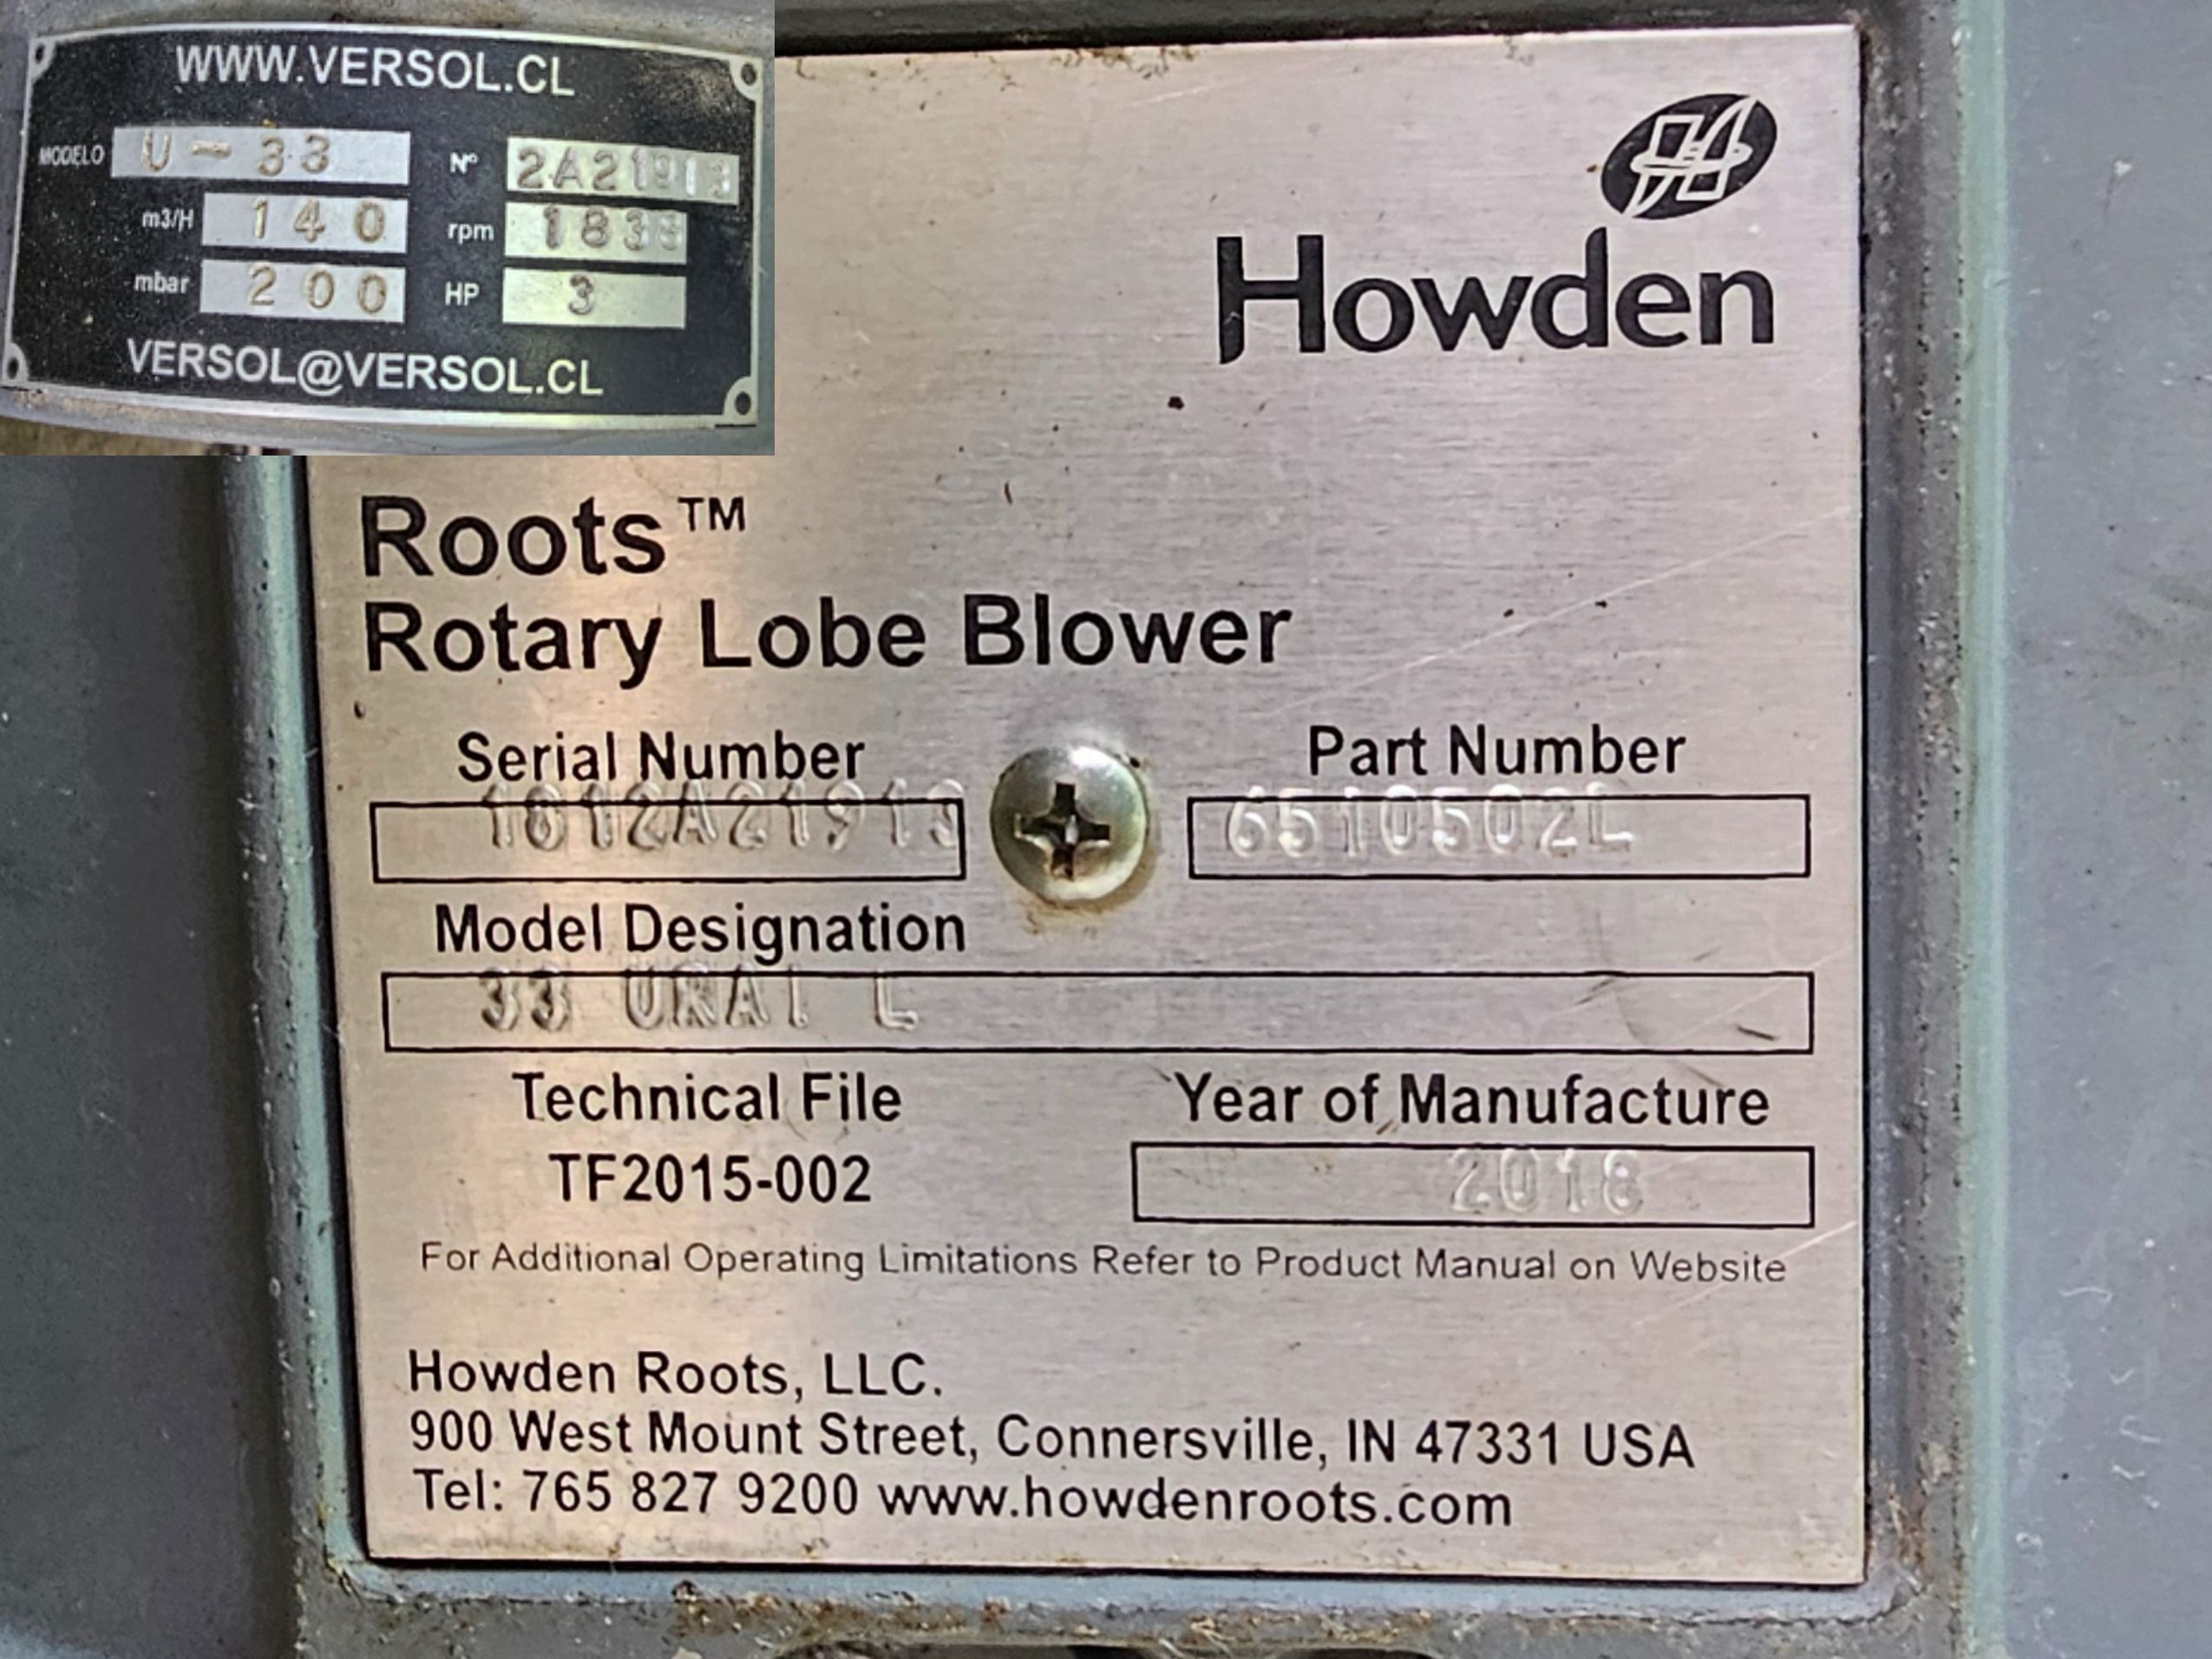 WWW.VERSOL.CL
MODELO U-33 N° 2A21913
m3/H 140 rpm 1833
mbar 200 HP 3
VERSOL@VERSOL.CL
Howden
Roots™
Rotary Lobe Blower
Serial Number Part Number
1812A21913 6510502L
Model Designation
33 URAI L
Technical File Year of Manufacture
TF2015-002 2018
For Additional Operating Limitations Refer to Product Manual on Website
Howden Roots, LLC.
900 West Mount Street, Connersville, IN 47331 USA
Tel: 765 827 9200 www.howdenroots.com